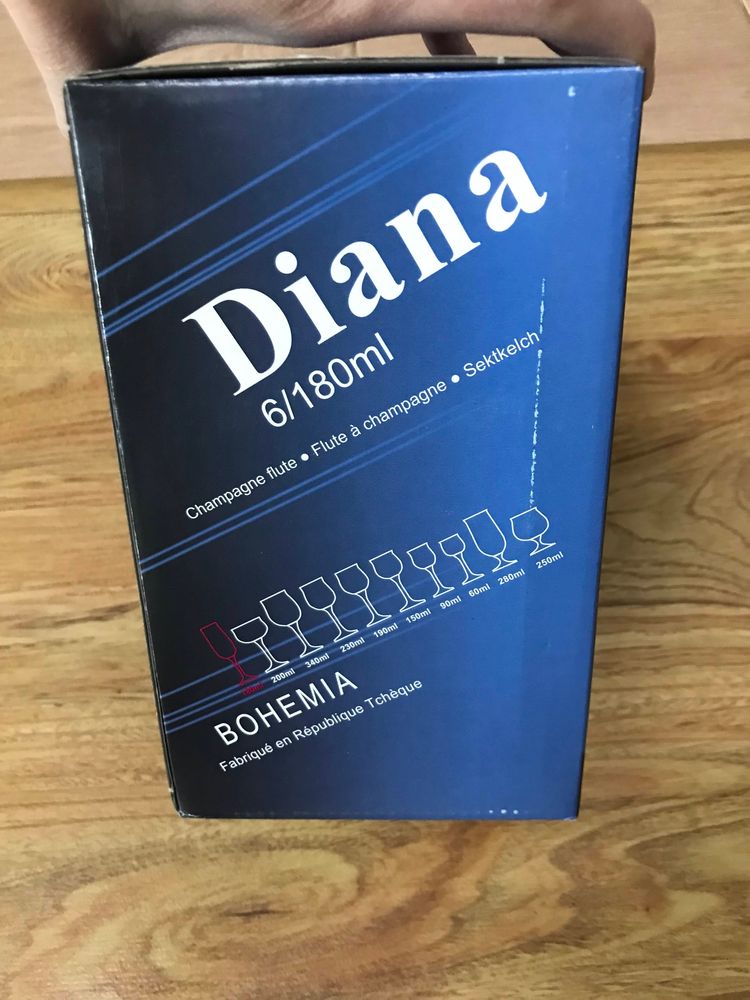 Diana
6/180ml
Champagne flute • Flute à champagne • Sektkelch
180ml 200ml 340ml 230ml 190ml 150ml 90ml 60ml 280ml 250ml
BOHEMIA
Fabriqué en République Tchèque